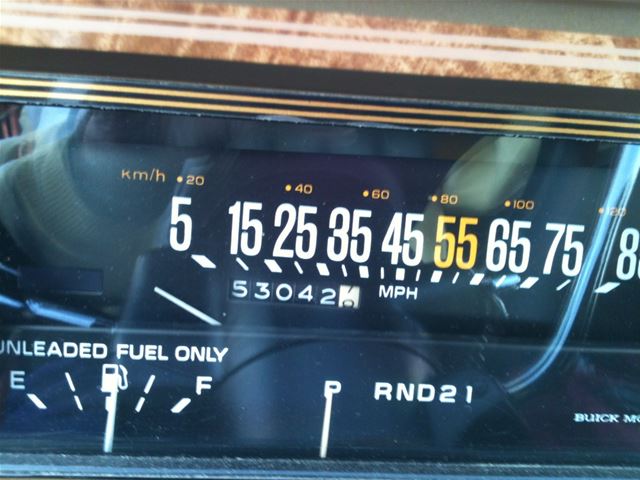 km/h 20 40 60 80 100 120
5 15 25 35 45 55 65 75
53042 MPH
UNLEADED FUEL ONLY
E F P RND21
BUICK